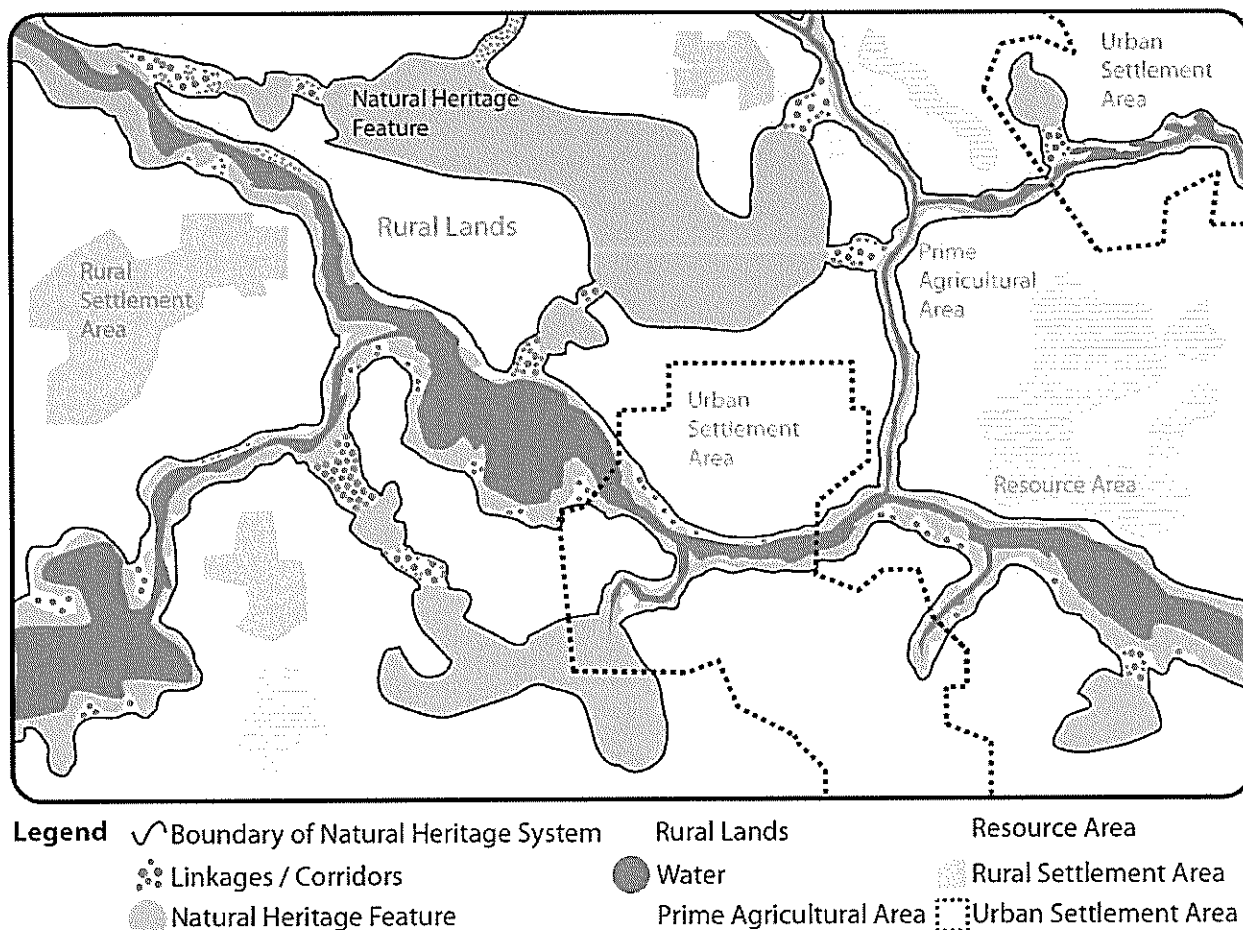 Urban
Settlement
Area
Natural Heritage
Feature
Rural Lands
Rural
Settlement
Area
Prime
Agricultural
Area
Urban
Settlement
Area
Resource Area
Legend
Boundary of Natural Heritage System
Rural Lands
Resource Area
Linkages / Corridors
Water
Rural Settlement Area
Natural Heritage Feature
Prime Agricultural Area
Urban Settlement Area